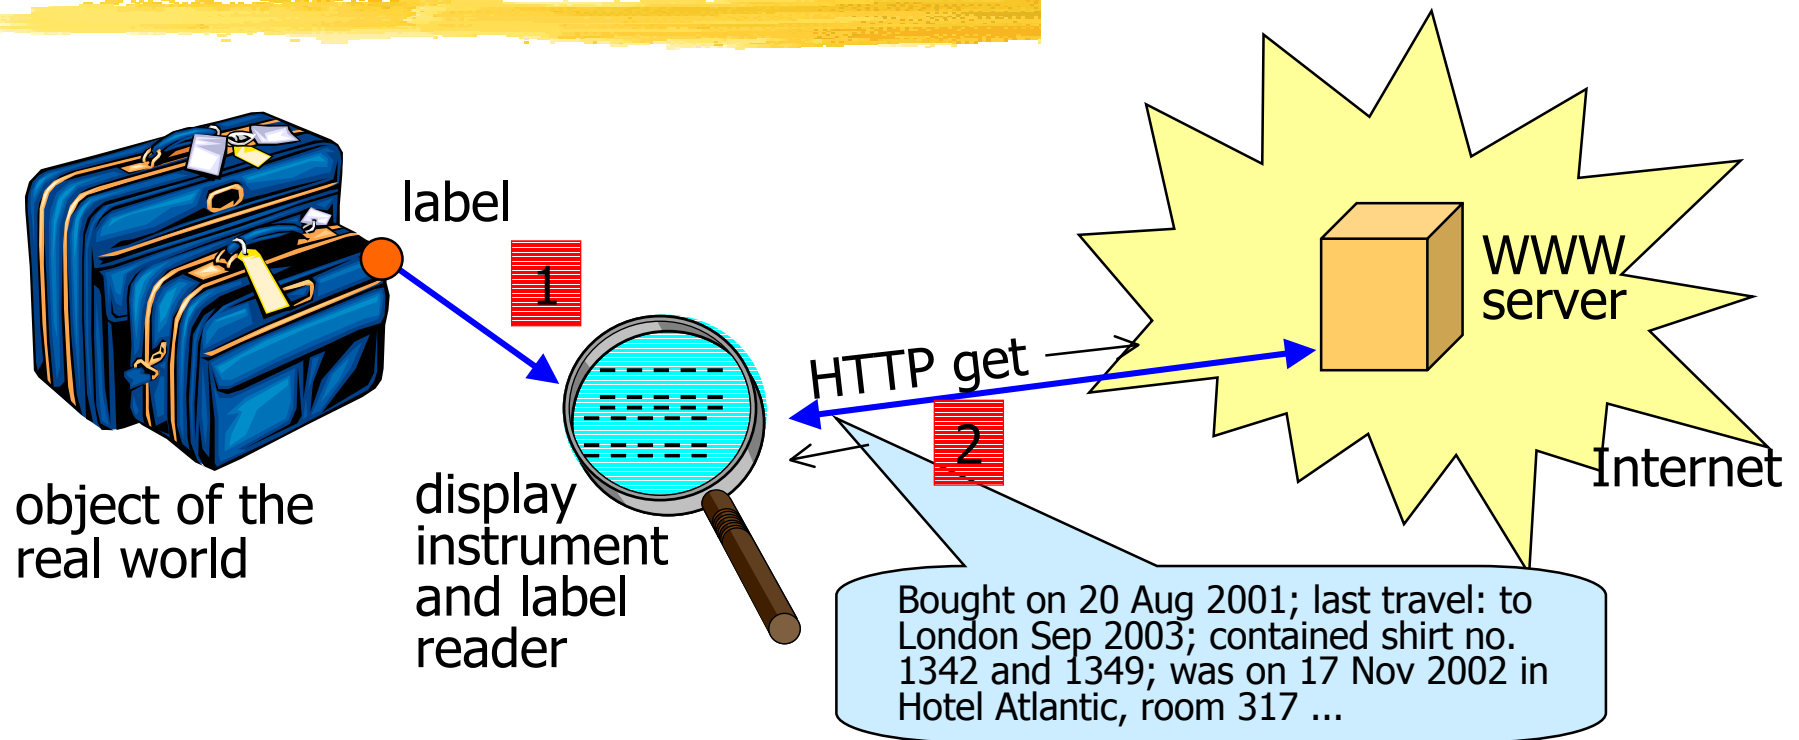 label
1
object of the
real world
display
instrument
and label
reader
HTTP get
2
WWW
server
Internet
Bought on 20 Aug 2001; last travel: to
London Sep 2003; contained shirt no.
1342 and 1349; was on 17 Nov 2002 in
Hotel Atlantic, room 317 ...